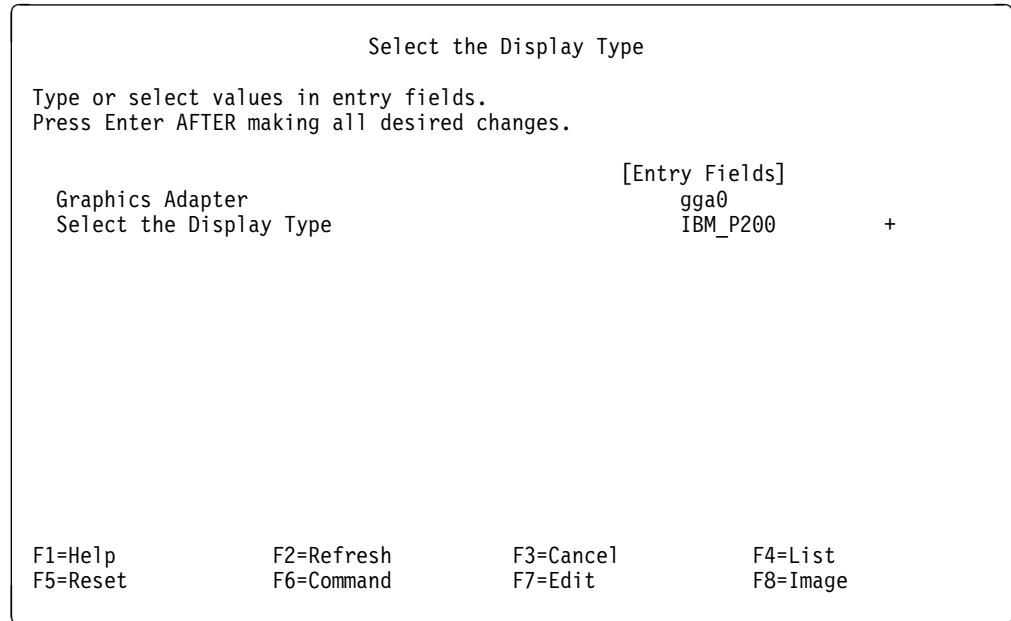 Select the Display Type
Type or select values in entry fields.
Press Enter AFTER making all desired changes.
[Entry Fields]
Graphics Adapter gga0
Select the Display Type IBM_P200 +
F1=Help F2=Refresh F3=Cancel F4=List
F5=Reset F6=Command F7=Edit F8=Image